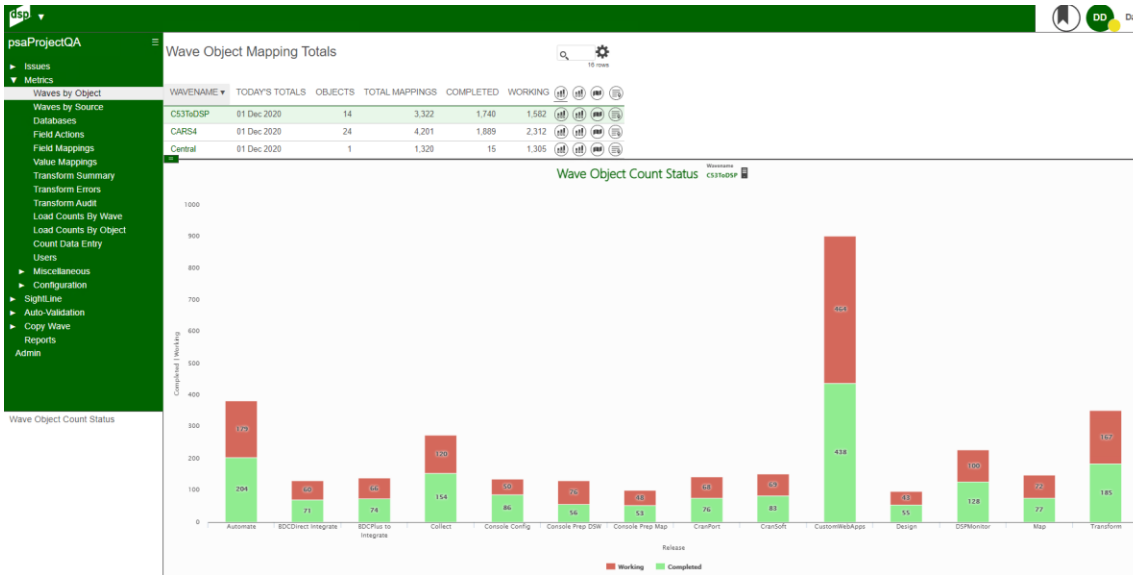 dsp
DD
Da
psaProjectQA
Issues
Metrics
Waves by Object
Waves by Source
Databases
Field Actions
Field Mappings
Value Mappings
Transform Summary
Transform Errors
Transform Audit
Load Counts By Wave
Load Counts By Object
Count Data Entry
Users
Miscellaneous
Configuration
SightLine
Auto-Validation
Copy Wave
Reports
Admin
Wave Object Count Status
Wave Object Mapping Totals
16 rows
WAVENAME TODAY'S TOTALS OBJECTS TOTAL MAPPINGS COMPLETED WORKING
C53ToDSP 01 Dec 2020 14 3,322 1,740 1,582
CARS4 01 Dec 2020 24 4,201 1,889 2,312
Central 01 Dec 2020 1 1,320 15 1,305
Wave Object Count Status
Wavename
C53ToDSP
Completed | Working
1000
900
800
700
600
500
400
300
200
100
0
204
60
71
66
74
120
154
86
76
56
53
68
76
69
83
438
55
100
128
72
77
167
185
Automate
BDCDirect Integrate
BDCPlus to
Integrate
Collect
Console Config
Console Prep DSW
Console Prep Map
CranPort
CranSoft
CustomWebApps
Design
DSPMonitor
Map
Transform
Release
Working Completed